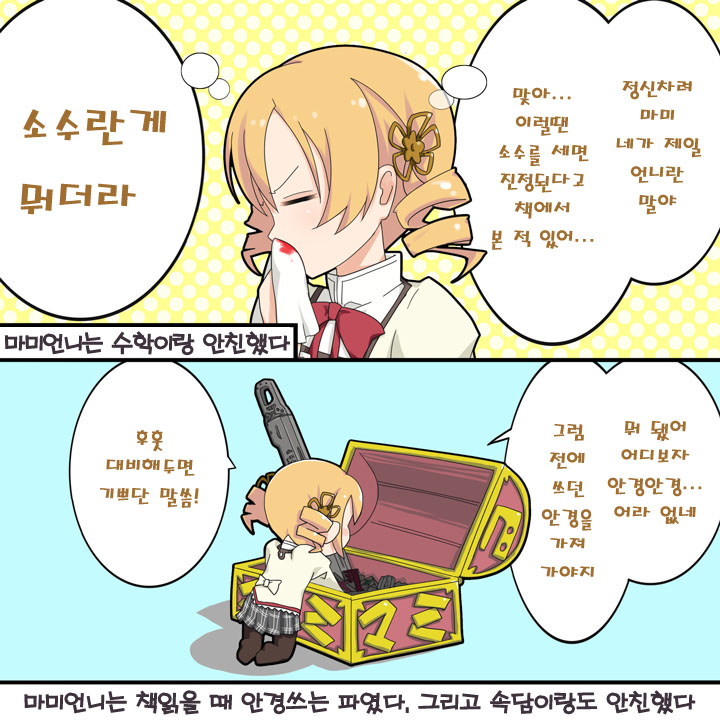 정신차려
마미
네가 제일
언니란
말야
맞아...
이럴땐
소수를 세면
진정된다고
책에서
본 적 있어...
소수란게
뭐더라
마미언니는 수학이랑 안친했다
뭐 됐어
어디보자
안경안경...
어라 없네
그럼
전에
쓰던
안경을
가져
가야지
후훗
대비해두면
기쁘단 말씀!
マミ
マミ
마미언니는 책읽을 때 안경쓰는 파였다, 그리고 속담이랑도 안친했다